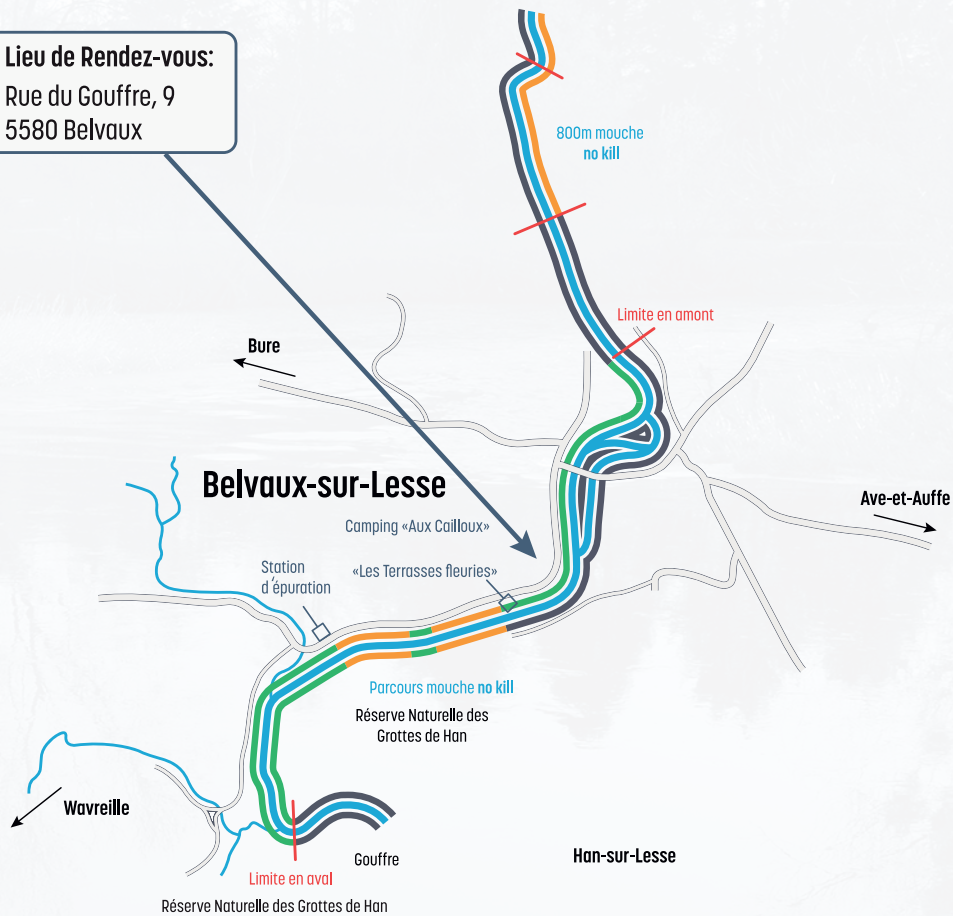 Lieu de Rendez-vous:
Rue du Gouffre, 9
5580 Belvaux
800m mouche
no kill
Limite en amont
Bure
Belvaux-sur-Lesse
Ave-et-Auffe
Camping «Aux Cailloux»
Station
d'épuration
«Les Terrasses fleuries»
Parcours mouche no kill
Réserve Naturelle des
Grottes de Han
Wavreille
Gouffre
Han-sur-Lesse
Limite en aval
Réserve Naturelle des Grottes de Han